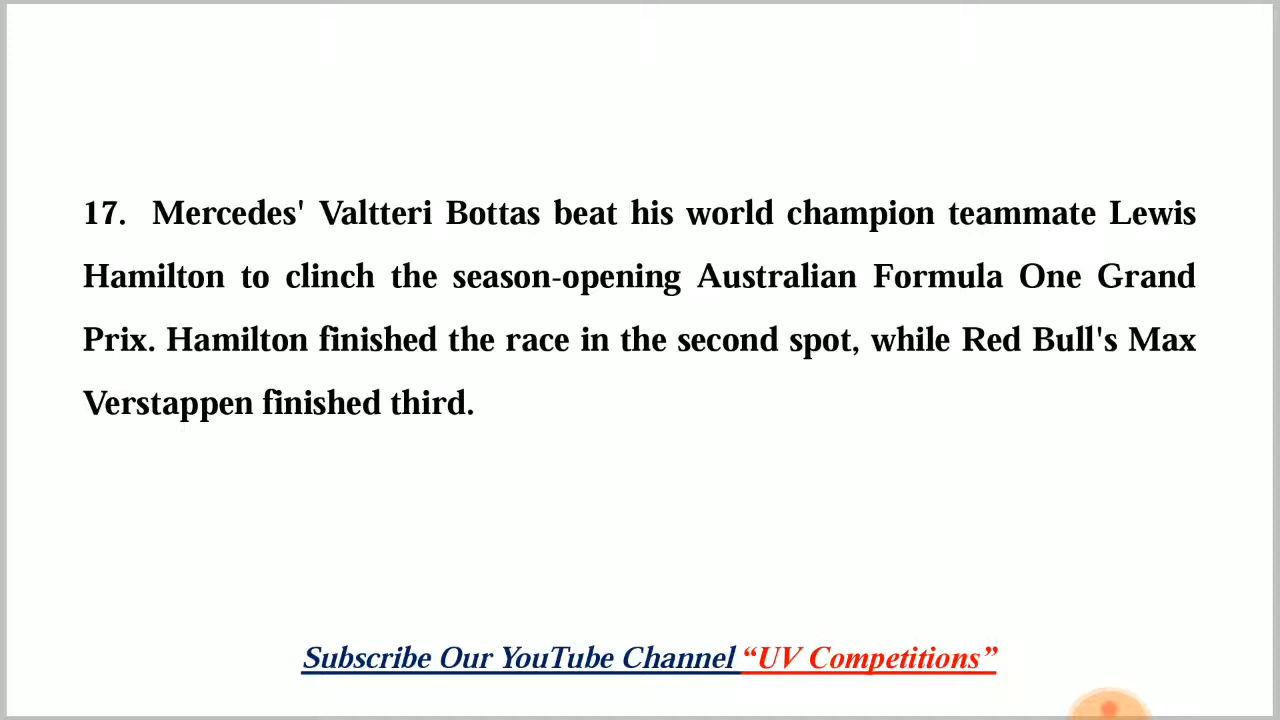 17. Mercedes' Valtteri Bottas beat his world champion teammate Lewis
Hamilton to clinch the season-opening Australian Formula One Grand
Prix. Hamilton finished the race in the second spot, while Red Bull's Max
Verstappen finished third.
Subscribe Our YouTube Channel “UV Competitions”